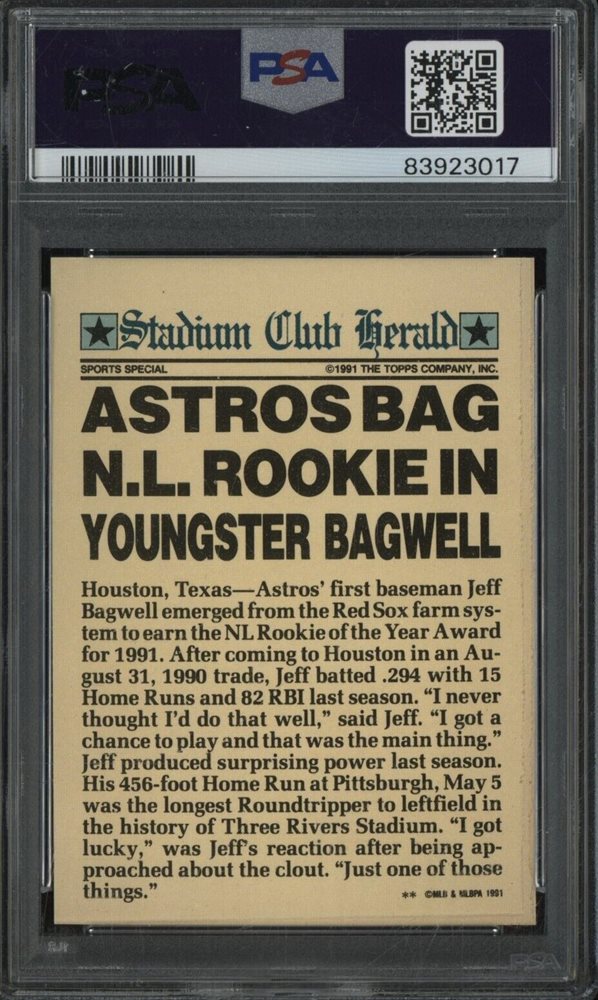 PSA
PSA
83923017
Stadium Club Herald
SPORTS SPECIAL ©1991 THE TOPPS COMPANY, INC.
ASTROS BAG
N.L. ROOKIE IN
YOUNGSTER BAGWELL
Houston, Texas—Astros' first baseman Jeff
Bagwell emerged from the Red Sox farm sys-
tem to earn the NL Rookie of the Year Award
for 1991. After coming to Houston in an Au-
gust 31, 1990 trade, Jeff batted .294 with 15
Home Runs and 82 RBI last season. “I never
thought I'd do that well,” said Jeff. “I got a
chance to play and that was the main thing.”
Jeff produced surprising power last season.
His 456-foot Home Run at Pittsburgh, May 5
was the longest Roundtripper to leftfield in
the history of Three Rivers Stadium. “I got
lucky,” was Jeff's reaction after being ap-
proached about the clout. “Just one of those
things.”
** ©MLB & MLBPA 1991
PSA